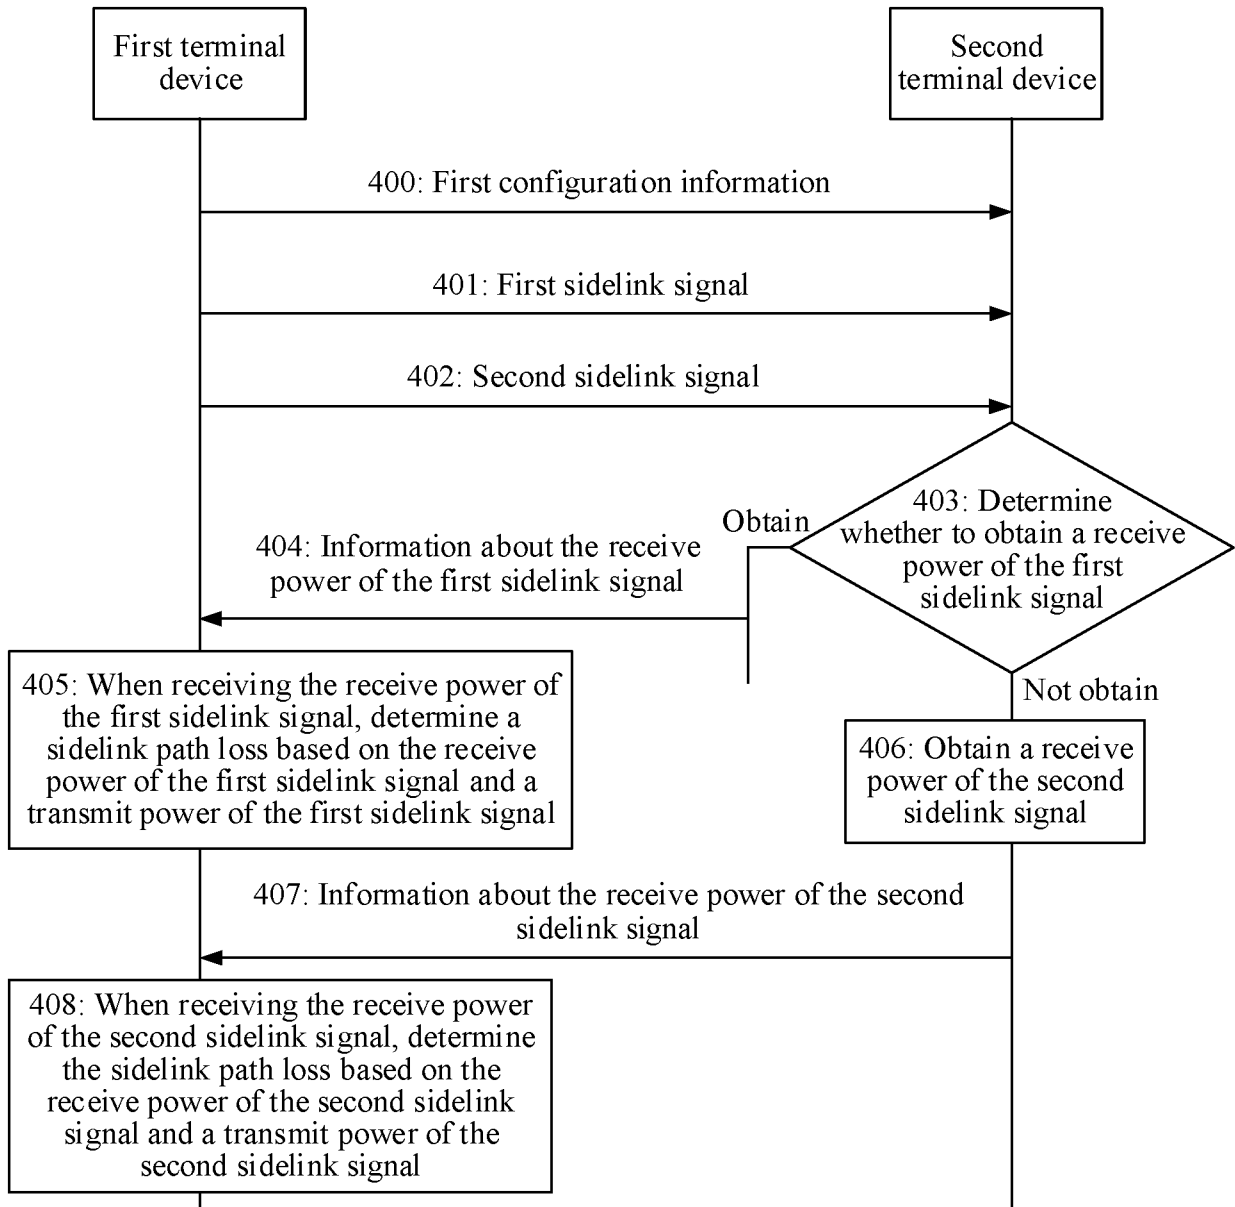 First terminal
device
Second
terminal device
400: First configuration information
401: First sidelink signal
402: Second sidelink signal
403: Determine
whether to obtain a receive
power of the first
sidelink signal
Obtain
404: Information about the receive
power of the first sidelink signal
405: When receiving the receive power of
the first sidelink signal, determine a
sidelink path loss based on the receive
power of the first sidelink signal and a
transmit power of the first sidelink signal
Not obtain
406: Obtain a receive
power of the second
sidelink signal
407: Information about the receive power of the second
sidelink signal
408: When receiving the receive power
of the second sidelink signal, determine
the sidelink path loss based on the
receive power of the second sidelink
signal and a transmit power of the
second sidelink signal